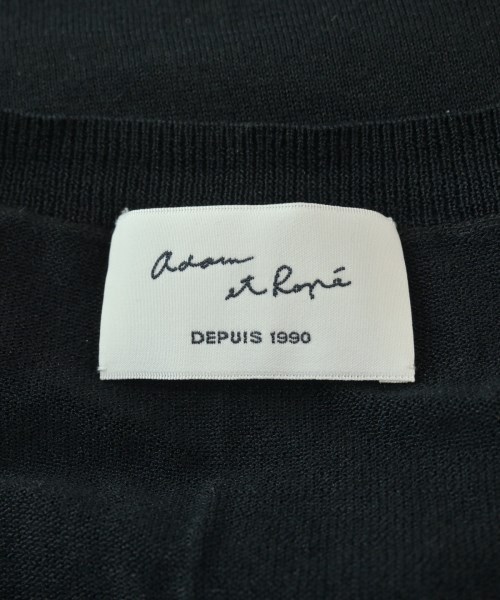 Adam
et Ropé
DEPUIS 1990